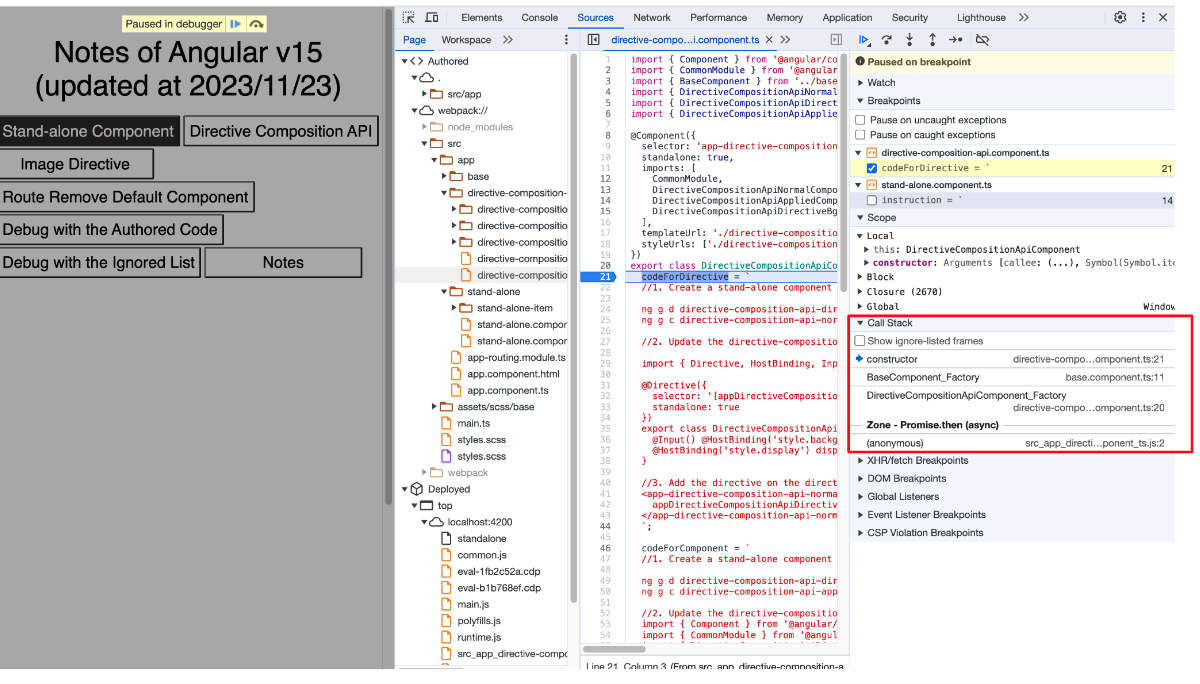 Paused in debugger
Notes of Angular v15
(updated at 2023/11/23)
Stand-alone Component
Directive Composition API
Image Directive
Route Remove Default Component
Debug with the Authored Code
Debug with the Ignored List
Notes
Elements Console Sources Network Performance Memory Application Security Lighthouse
Page Workspace
Authored
.
src/app
webpack://
node_modules
src
app
base
directive-composition-
directive-compositio
directive-compositio
directive-compositio
directive-compositio
directive-compositio
stand-alone
stand-alone-item
stand-alone.compor
stand-alone.compor
app-routing.module.ts
app.component.html
app.component.ts
assets/scss/base
main.ts
styles.scss
styles.scss
webpack
Deployed
top
localhost:4200
standalone
common.js
eval-1fb2c52a.cdp
eval-b1b768ef.cdp
main.js
polyfills.js
runtime.js
src_app_directive-compo
directive-compo...i.component.ts
1 import { Component } from '@angular/co
2 import { CommonModule } from '@angular
3 import { BaseComponent } from '../base
4 import { DirectiveCompositionApiNormal
5 import { DirectiveCompositionApiDirect
6 import { DirectiveCompositionApiApplie
7
8 @Component({
9 selector: 'app-directive-composition
10 standalone: true,
11 imports: [
12 CommonModule,
13 DirectiveCompositionApiNormalCompo
14 DirectiveCompositionApiAppliedComp
15 DirectiveCompositionApiDirectiveBg
16 ],
17 templateUrl: './directive-compositio
18 styleUrls: ['./directive-composition
19 })
20 export class DirectiveCompositionApiCo
21 codeForDirective = `
22 //1. Create a stand-alone component
23
24 ng g d directive-composition-api-dir
25 ng g c directive-composition-api-nor
26
27 //2. Update the directive-compositio
28
29 import { Directive, HostBinding, Inp
30
31 @Directive({
32 selector: '[appDirectiveCompositio
33 standalone: true
34 })
35 export class DirectiveCompositionApi
36 @Input() @HostBinding('style.backg
37 @HostBinding('style.display') disp
38 }
39
40 //3. Add the directive on the direct
41 <app-directive-composition-api-norma
42 appDirectiveCompositionApiDirectiv
43 </app-directive-composition-api-norm
44 `;
45
46 codeForComponent = `
47 //1. Create a stand-alone component
48
49 ng g d directive-composition-api-dir
50 ng g c directive-composition-api-app
51
52 //2. Update the directive-compositio
53 import { Component } from '@angular/
54 import { CommonModule } from '@angul
Line 21, Column 3 (From src_app_directive-composition-a
Paused on breakpoint
Watch
Breakpoints
Pause on uncaught exceptions
Pause on caught exceptions
directive-composition-api.component.ts
codeForDirective = ` 21
stand-alone.component.ts
instruction = ` 14
Scope
Local
this: DirectiveCompositionApiComponent
constructor: Arguments [callee: (...), Symbol(Symbol.ite
Block
Closure (2670)
Global Window
Call Stack
Show ignore-listed frames
constructor directive-compo...omponent.ts:21
BaseComponent_Factory base.component.ts:11
DirectiveCompositionApiComponent_Factory
directive-compo...omponent.ts:20
Zone - Promise.then (async)
(anonymous) src_app_directi...ponent_ts.js:2
XHR/fetch Breakpoints
DOM Breakpoints
Global Listeners
Event Listener Breakpoints
CSP Violation Breakpoints